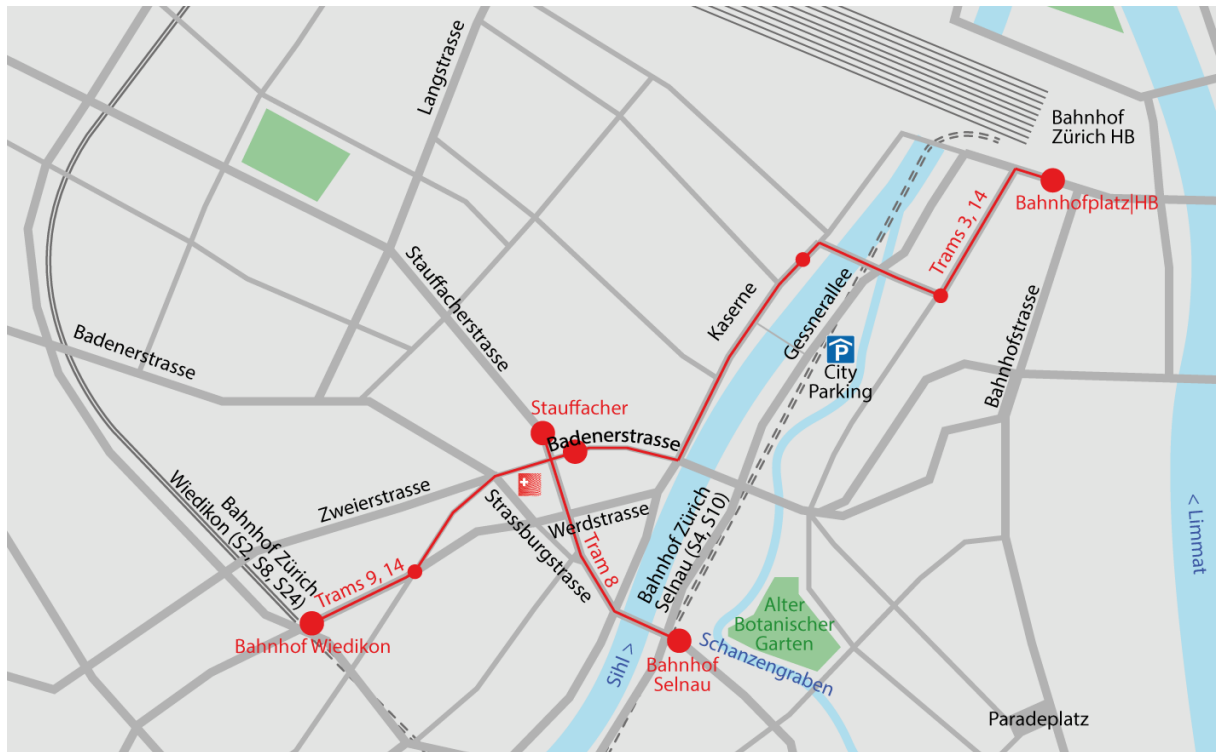 Langstrasse
Bahnhof
Zürich HB
Bahnhofplatz|HB
Trams 3, 14
Stauffacherstrasse
Kaserne
Gessnerallee
Badenerstrasse
P
City
Parking
Bahnhofstrasse
Stauffacher
Badenerstrasse
Zweierstrasse
Strassburgstrasse
Werdstrasse
Bahnhof Zürich
Selnau (S4, S10)
< Limmat
Bahnhof Zürich
Wiedikon (S2, S8, S24)
Trams 9, 14
Tram 8
Bahnhof Wiedikon
Alter
Botanischer
Garten
Sihl >
Bahnhof
Selnau
Schanzengraben
Paradeplatz